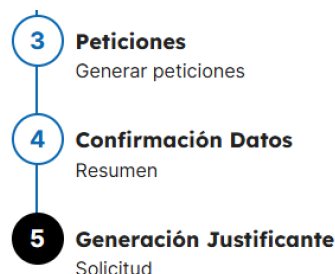 3 Peticiones
Generar peticiones
4 Confirmación Datos
Resumen
5 Generación Justificante
Solicitud